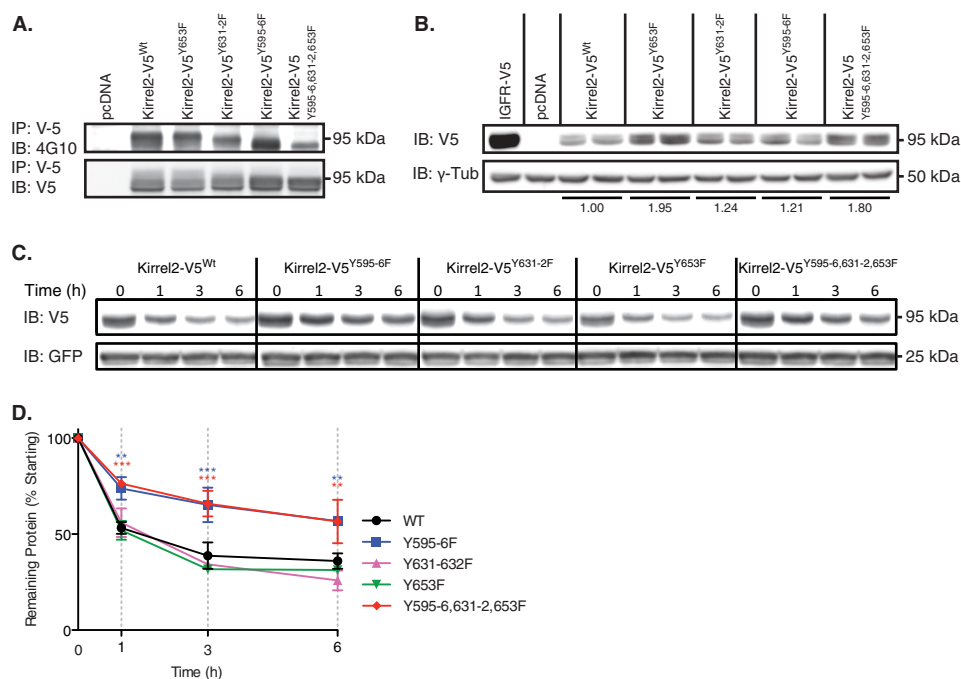 A.
pcDNA
Kirrel2-V5Wt
Kirrel2-V5Y653F
Kirrel2-V5Y631-2F
Kirrel2-V5Y595-6F
Kirrel2-V5
Y595-6,631-2,653F
IP: V-5
IB: 4G10
95 kDa
IP: V-5
IB: V5
95 kDa
B.
IGFR-V5
pcDNA
Kirrel2-V5Wt
Kirrel2-V5Y653F
Kirrel2-V5Y631-2F
Kirrel2-V5Y595-6F
Kirrel2-V5
Y595-6,631-2,653F
IB: V5
95 kDa
IB: γ-Tub
50 kDa
1.00 1.95 1.24 1.21 1.80
C.
Kirrel2-V5Wt Kirrel2-V5Y595-6F Kirrel2-V5Y631-2F Kirrel2-V5Y653F Kirrel2-V5Y595-6,631-2,653F
Time (h) 0 1 3 6 0 1 3 6 0 1 3 6 0 1 3 6 0 1 3 6
IB: V5 95 kDa
IB: GFP 25 kDa
D.
Remaining Protein (% Starting)
100
50
0
** *** **
*** *** **
0 1 3 6
Time (h)
WT
Y595-6F
Y631-632F
Y653F
Y595-6,631-2,653F